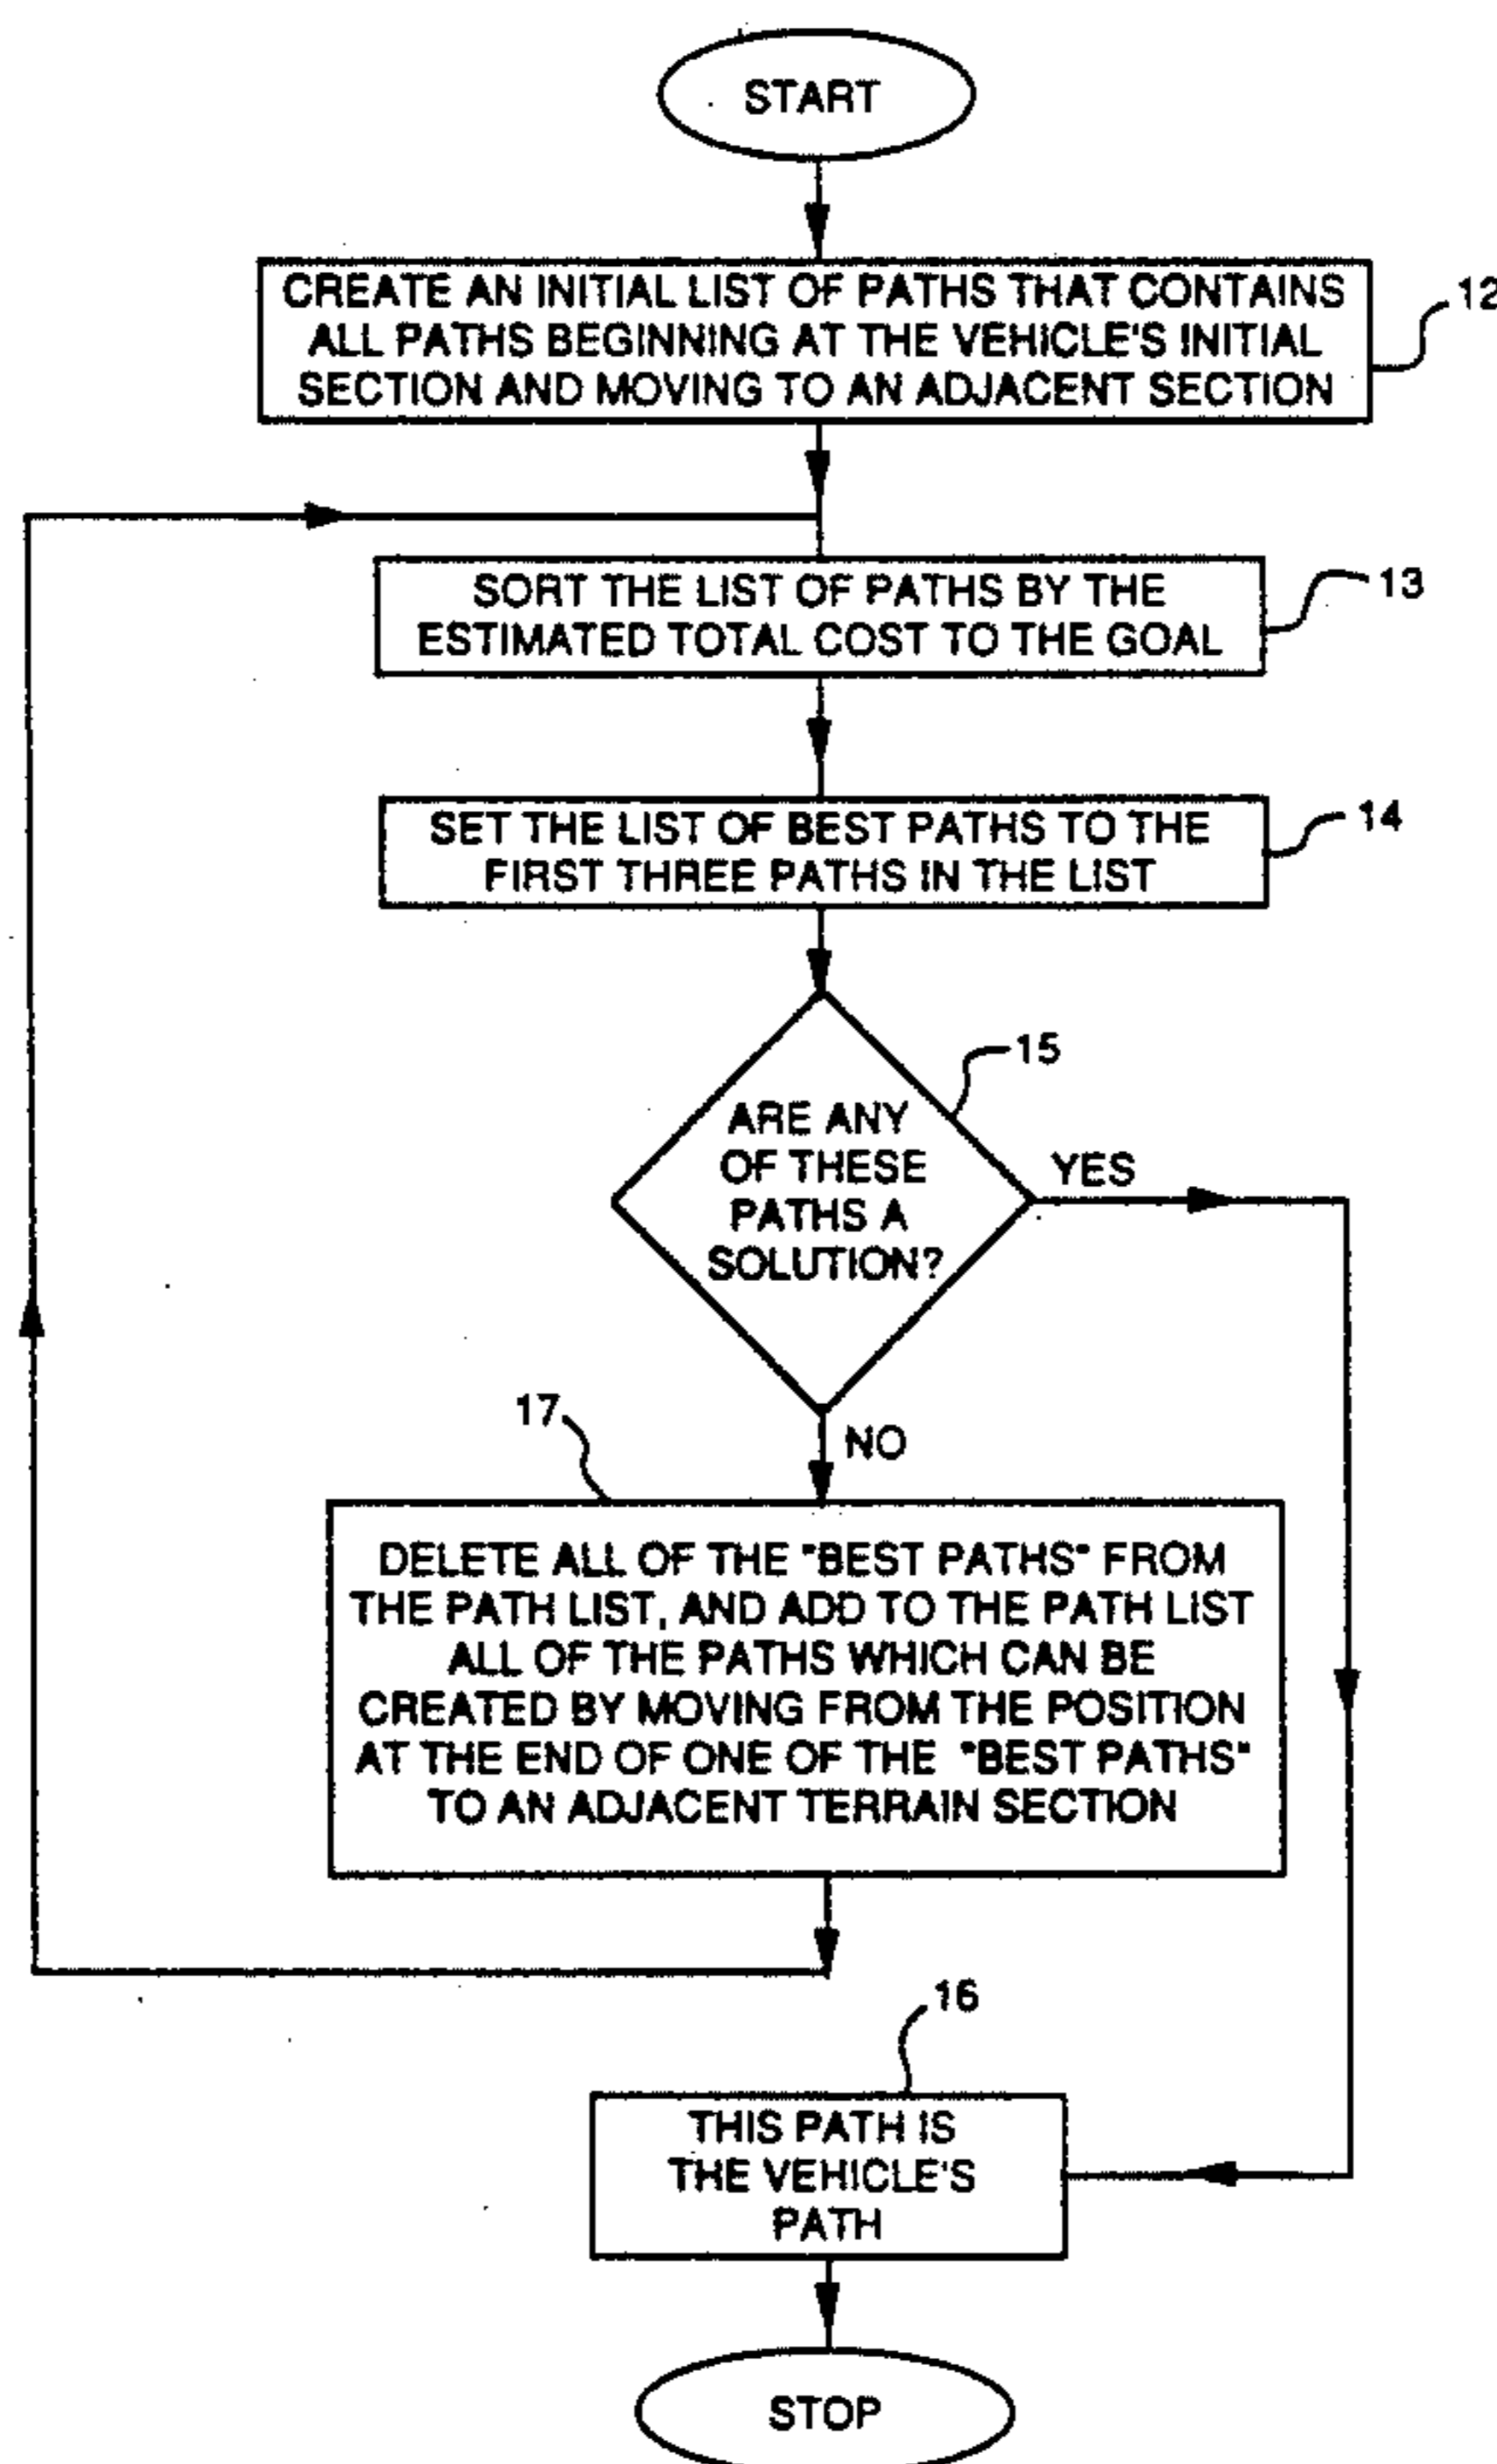 START
CREATE AN INITIAL LIST OF PATHS THAT CONTAINS
ALL PATHS BEGINNING AT THE VEHICLE'S INITIAL
SECTION AND MOVING TO AN ADJACENT SECTION
12
SORT THE LIST OF PATHS BY THE
ESTIMATED TOTAL COST TO THE GOAL
13
SET THE LIST OF BEST PATHS TO THE
FIRST THREE PATHS IN THE LIST
14
15
ARE ANY
OF THESE
PATHS A
SOLUTION?
YES
NO
17
DELETE ALL OF THE "BEST PATHS" FROM
THE PATH LIST, AND ADD TO THE PATH LIST
ALL OF THE PATHS WHICH CAN BE
CREATED BY MOVING FROM THE POSITION
AT THE END OF ONE OF THE "BEST PATHS"
TO AN ADJACENT TERRAIN SECTION
16
THIS PATH IS
THE VEHICLE'S
PATH
STOP